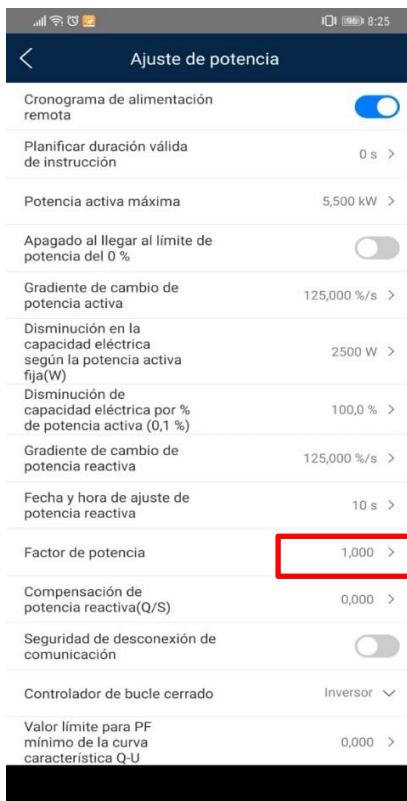 96 8:25
Ajuste de potencia
Cronograma de alimentación
remota
Planificar duración válida
de instrucción
0 s
Potencia activa máxima
5,500 kW
Apagado al llegar al límite de
potencia del 0 %
Gradiente de cambio de
potencia activa
125,000 %/s
Disminución en la
capacidad eléctrica
según la potencia activa
fija(W)
2500 W
Disminución de
capacidad eléctrica por %
de potencia activa (0,1 %)
100,0 %
Gradiente de cambio de
potencia reactiva
125,000 %/s
Fecha y hora de ajuste de
potencia reactiva
10 s
Factor de potencia
1,000
Compensación de
potencia reactiva(Q/S)
0,000
Seguridad de desconexión de
comunicación
Controlador de bucle cerrado
Inversor
Valor límite para PF
mínimo de la curva
característica Q-U
0,000